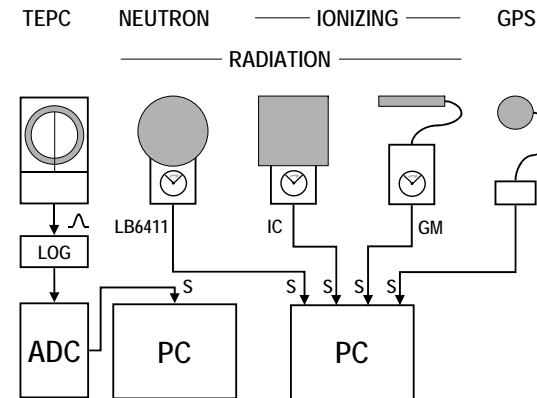 TEPC NEUTRON IONIZING GPS
RADIATION
LB6411 IC GM
LOG
S S S S S
ADC PC PC